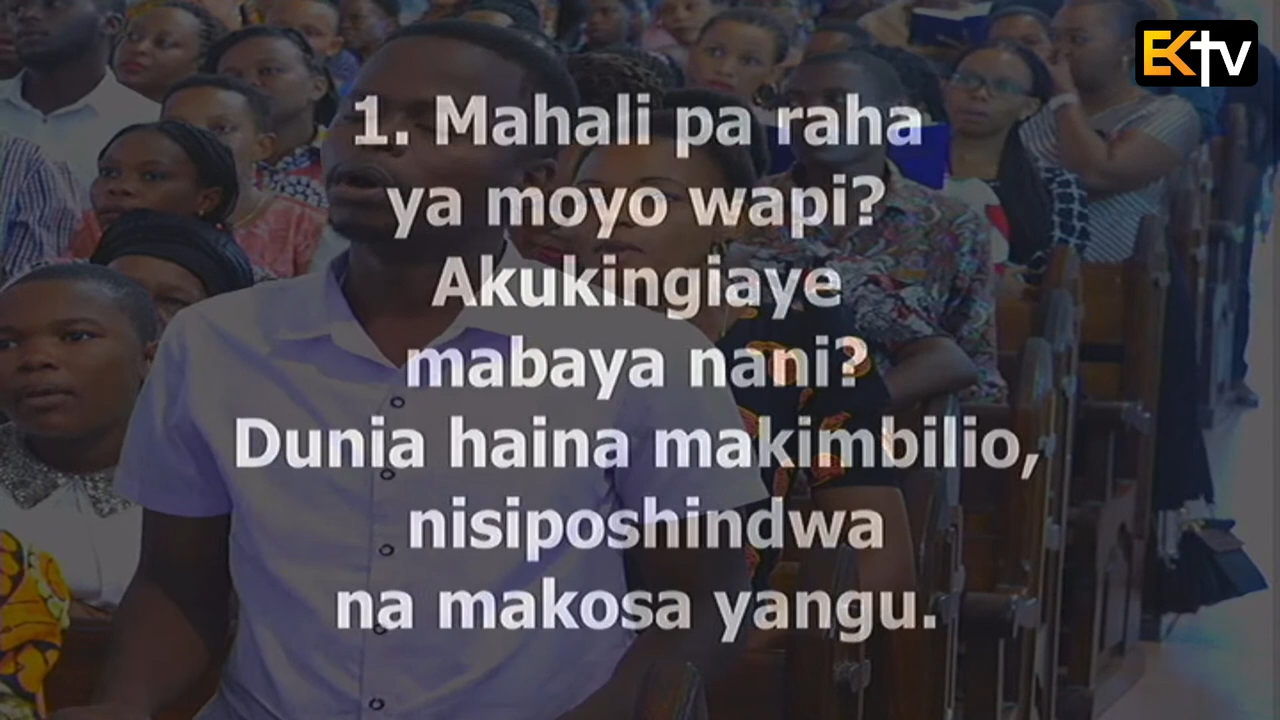 EKTV
1. Mahali pa raha
ya moyo wapi?
Akukingiaye
mabaya nani?
Dunia haina makimbilio,
nisiposhindwa
na makosa yangu.